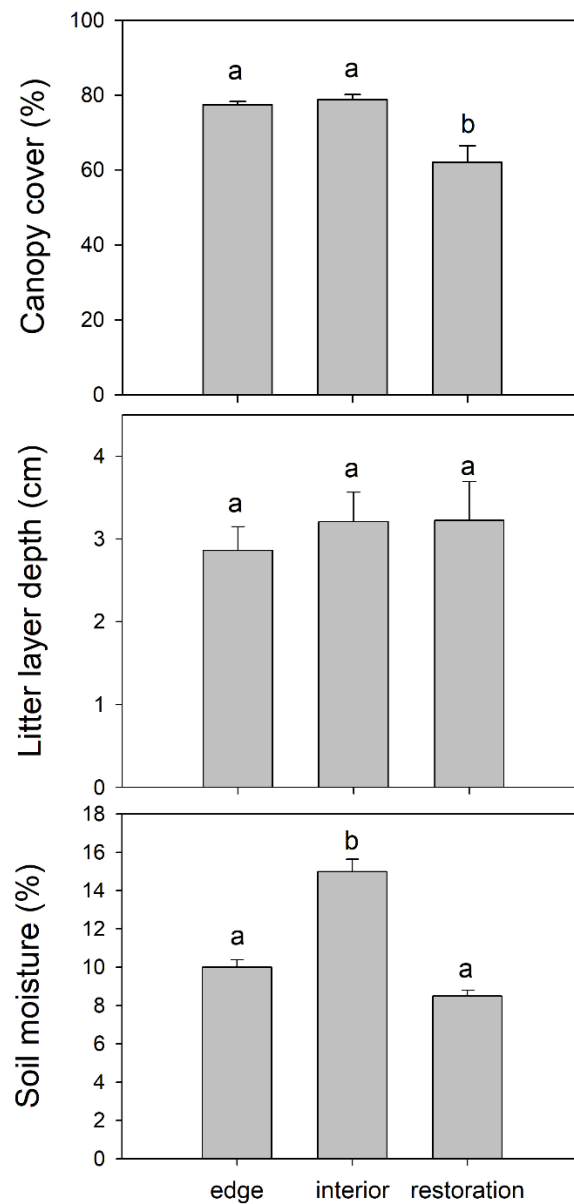 Canopy cover (%)
100
80
60
40
20
0
a
a
b
Litter layer depth (cm)
4
3
2
1
0
a
a
a
Soil moisture (%)
18
16
14
12
10
8
6
4
2
0
a
b
a
edge interior restoration